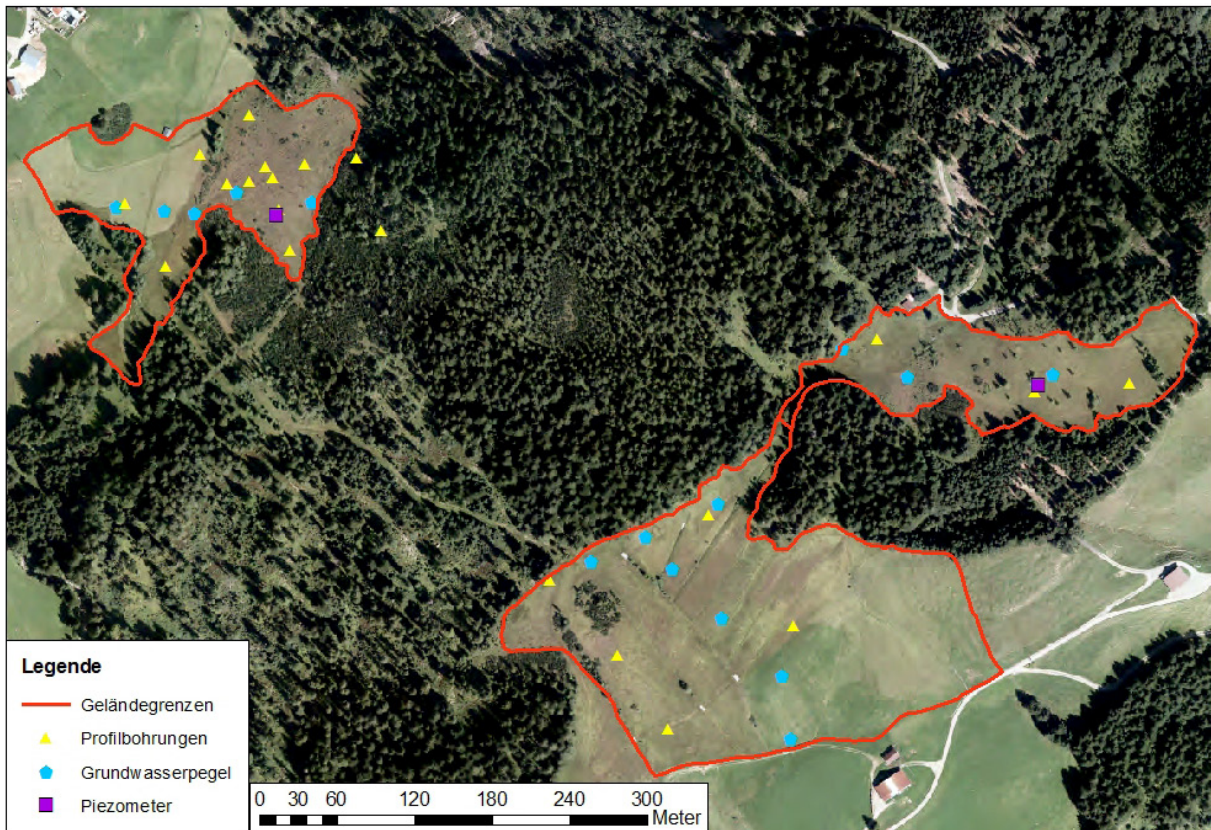 Legende
Geländegrenzen
Profilbohrungen
Grundwasserpegel
Piezometer
0 30 60 120 180 240 300
Meter